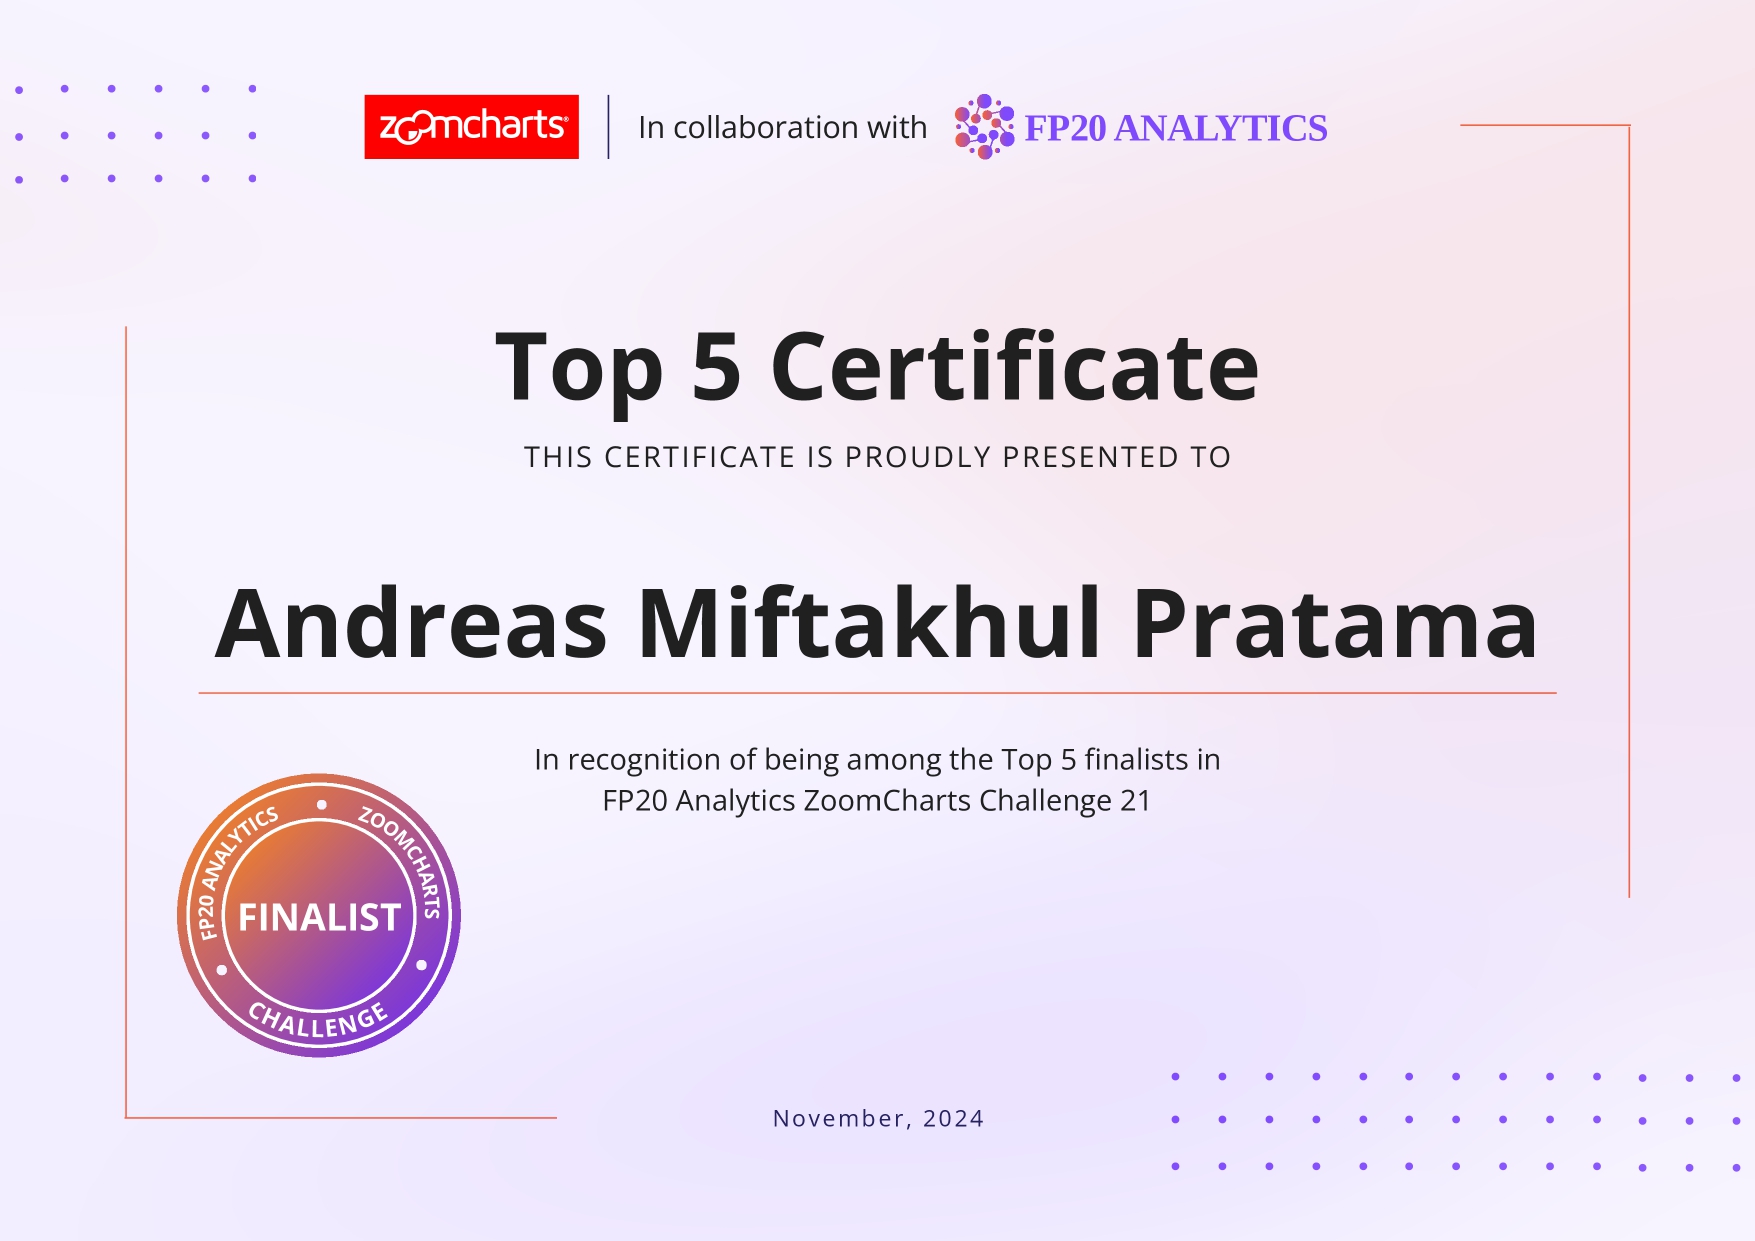 zoomcharts® In collaboration with FP20 ANALYTICS
Top 5 Certificate
THIS CERTIFICATE IS PROUDLY PRESENTED TO
Andreas Miftakhul Pratama
In recognition of being among the Top 5 finalists in
FP20 Analytics ZoomCharts Challenge 21
FP20 ANALYTICS
ZOOMCHARTS
FINALIST
CHALLENGE
November, 2024